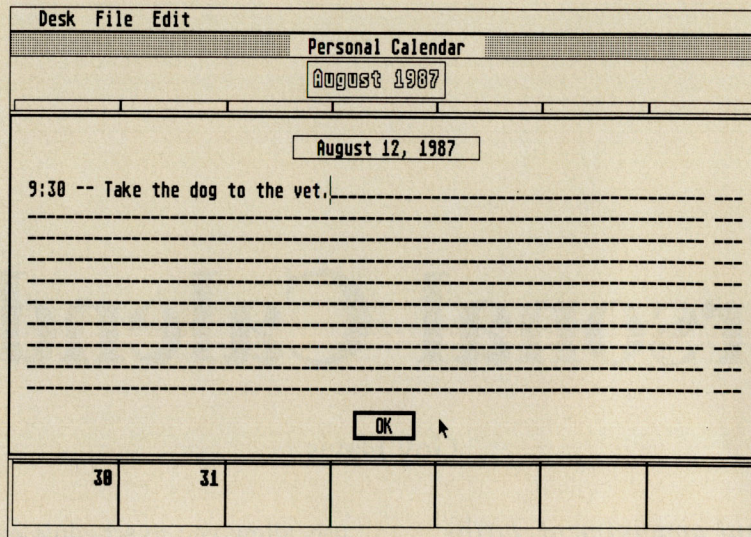 Desk File Edit
Personal Calendar
August 1987
August 12, 1987
9:30 -- Take the dog to the vet.
OK
30 31